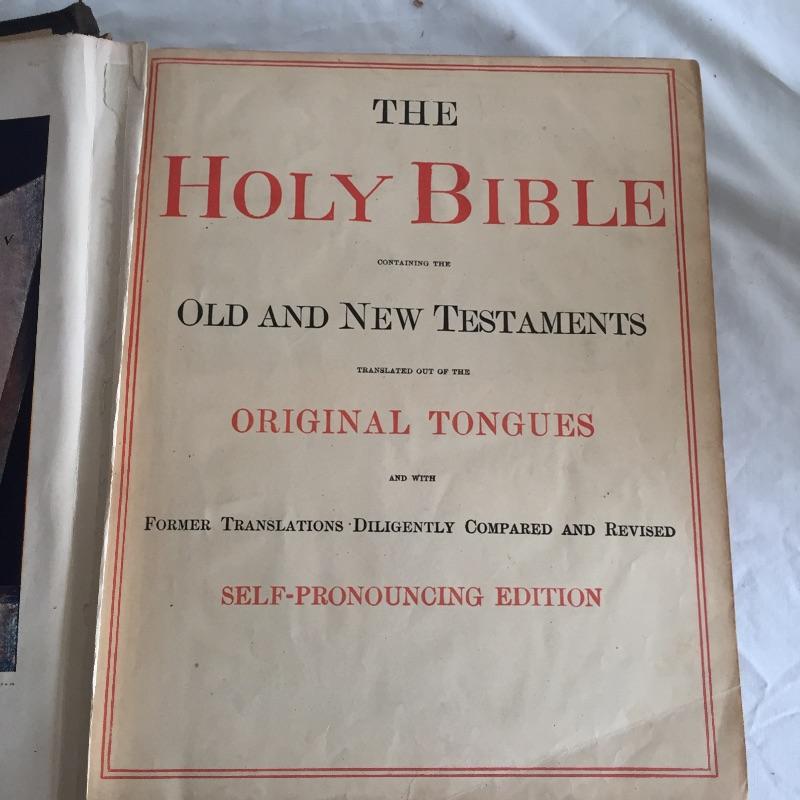 THE
HOLY BIBLE
CONTAINING THE
OLD AND NEW TESTAMENTS
TRANSLATED OUT OF THE
ORIGINAL TONGUES
AND WITH
FORMER TRANSLATIONS DILIGENTLY COMPARED AND REVISED
SELF-PRONOUNCING EDITION